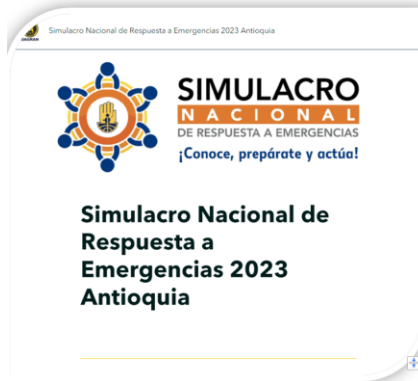 DAGRAN
Simulacro Nacional de Respuesta a Emergencias 2023 Antioquia
SIMULACRO
NACIONAL
DE RESPUESTA A EMERGENCIAS
¡Conoce, prepárate y actúa!
Simulacro Nacional de
Respuesta a
Emergencias 2023
Antioquia